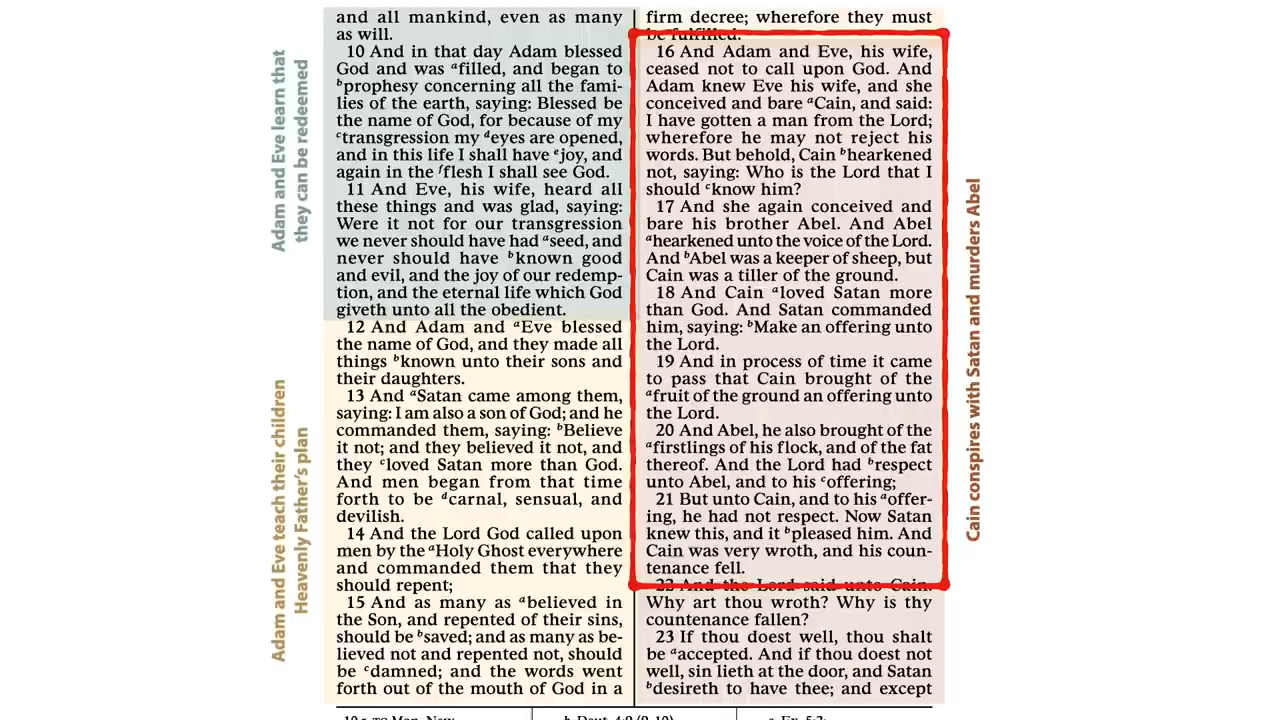 Adam and Eve learn that
they can be redeemed
Adam and Eve teach their children
Heavenly Father's plan
and all mankind, even as many
as will.
10 And in that day Adam blessed
God and was ᵃfilled, and began to
ᵇprophesy concerning all the fami-
lies of the earth, saying: Blessed be
the name of God, for because of my
ᶜtransgression my ᵈeyes are opened,
and in this life I shall have ᵉjoy, and
again in the ᶠflesh I shall see God.
11 And Eve, his wife, heard all
these things and was glad, saying:
Were it not for our transgression
we never should have had ᵃseed, and
never should have ᵇknown good
and evil, and the joy of our redemp-
tion, and the eternal life which God
giveth unto all the obedient.
12 And Adam and ᵃEve blessed
the name of God, and they made all
things ᵇknown unto their sons and
their daughters.
13 And ᵃSatan came among them,
saying: I am also a son of God; and he
commanded them, saying: ᵇBelieve
it not; and they believed it not, and
they ᶜloved Satan more than God.
And men began from that time
forth to be ᵈcarnal, sensual, and
devilish.
14 And the Lord God called upon
men by the ᵃHoly Ghost everywhere
and commanded them that they
should repent;
15 And as many as ᵃbelieved in
the Son, and repented of their sins,
should be ᵇsaved; and as many as be-
lieved not and repented not, should
be ᶜdamned; and the words went
forth out of the mouth of God in a
firm decree; wherefore they must
be fulfilled.
16 And Adam and Eve, his wife,
ceased not to call upon God. And
Adam knew Eve his wife, and she
conceived and bare ᵃCain, and said:
I have gotten a man from the Lord;
wherefore he may not reject his
words. But behold, Cain ᵇhearkened
not, saying: Who is the Lord that I
should ᶜknow him?
17 And she again conceived and
bare his brother Abel. And Abel
ᵃhearkened unto the voice of the Lord.
And ᵇAbel was a keeper of sheep, but
Cain was a tiller of the ground.
18 And Cain ᵃloved Satan more
than God. And Satan commanded
him, saying: ᵇMake an offering unto
the Lord.
19 And in process of time it came
to pass that Cain brought of the
ᵃfruit of the ground an offering unto
the Lord.
20 And Abel, he also brought of the
ᵃfirstlings of his flock, and of the fat
thereof. And the Lord had ᵇrespect
unto Abel, and to his ᶜoffering;
21 But unto Cain, and to his ᵃoffer-
ing, he had not respect. Now Satan
knew this, and it ᵇpleased him. And
Cain was very wroth, and his coun-
tenance fell.
22 And the Lord said unto Cain:
Why art thou wroth? Why is thy
countenance fallen?
23 If thou doest well, thou shalt
be ᵃaccepted. And if thou doest not
well, sin lieth at the door, and Satan
ᵇdesireth to have thee; and except
Cain conspires with Satan and murders Abel